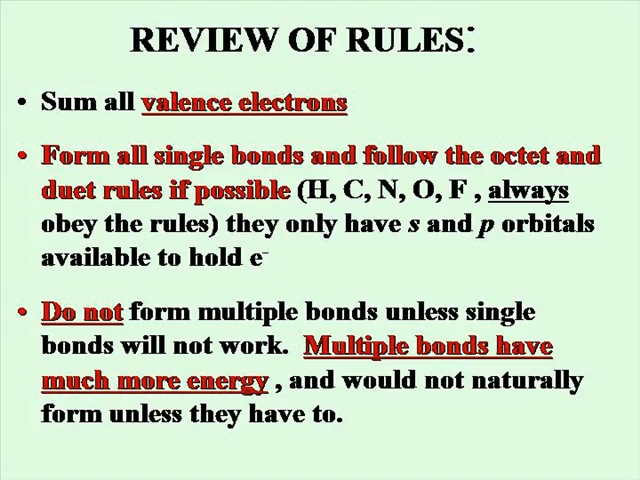 REVIEW OF RULES:
• Sum all valence electrons
• Form all single bonds and follow the octet and
duet rules if possible (H, C, N, O, F , always
obey the rules) they only have s and p orbitals
available to hold e⁻
• Do not form multiple bonds unless single
bonds will not work. Multiple bonds have
much more energy , and would not naturally
form unless they have to.